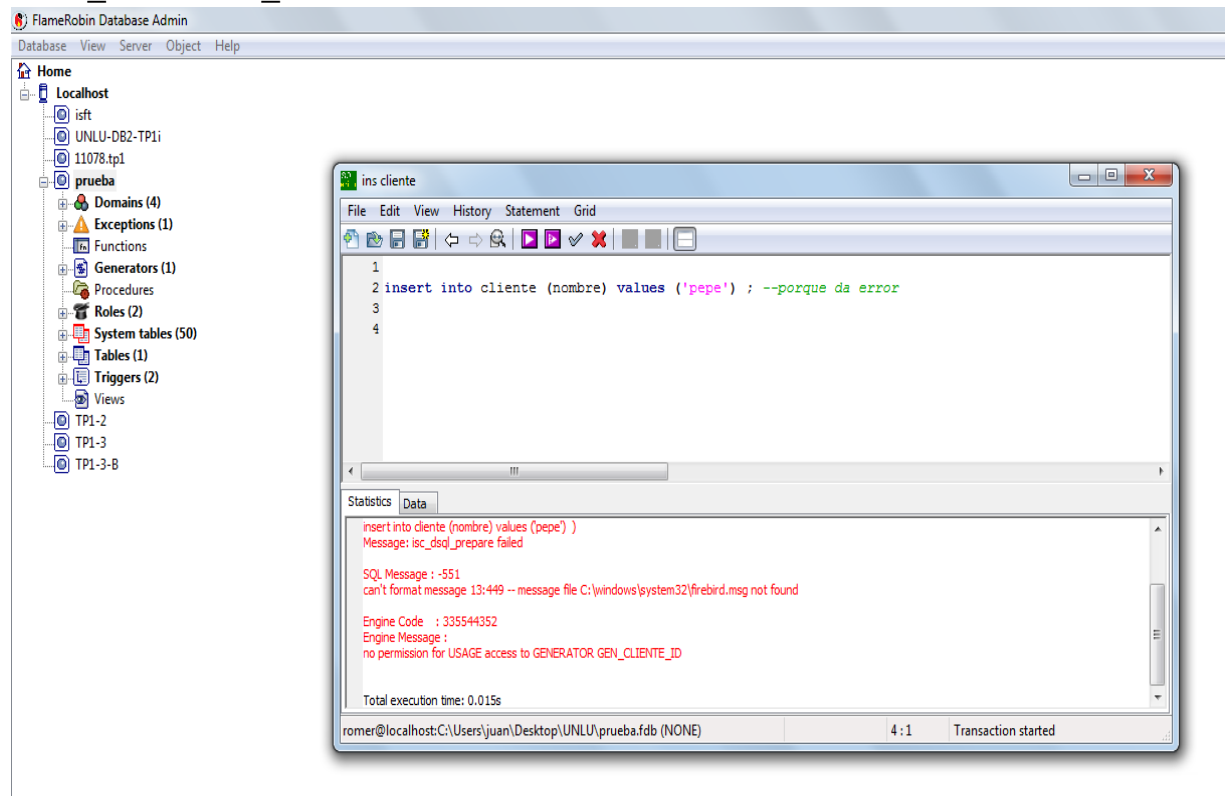 FlameRobin Database Admin
Database View Server Object Help
Home
Localhost
isft
UNLU-DB2-TP1i
11078.tp1
prueba
Domains (4)
Exceptions (1)
fn Functions
Generators (1)
Procedures
Roles (2)
System tables (50)
Tables (1)
Triggers (2)
Views
TP1-2
TP1-3
TP1-3-B
ins cliente
File Edit View History Statement Grid
1
2 insert into cliente (nombre) values ('pepe') ; --porque da error
3
4
Statistics Data
insert into cliente (nombre) values ('pepe') )
Message: isc_dsql_prepare failed
SQL Message : -551
can't format message 13:449 -- message file C:\windows\system32\firebird.msg not found
Engine Code : 335544352
Engine Message :
no permission for USAGE access to GENERATOR GEN_CLIENTE_ID
Total execution time: 0.015s
romer@localhost:C:\Users\juan\Desktop\UNLU\prueba.fdb (NONE) 4 : 1 Transaction started